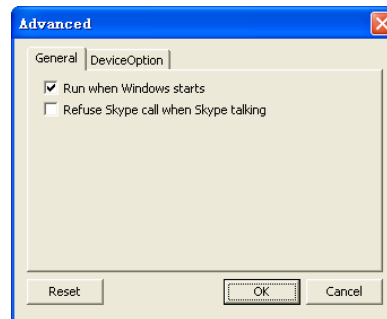 Advanced
General DeviceOption
Run when Windows starts
Refuse Skype call when Skype talking
Reset OK Cancel